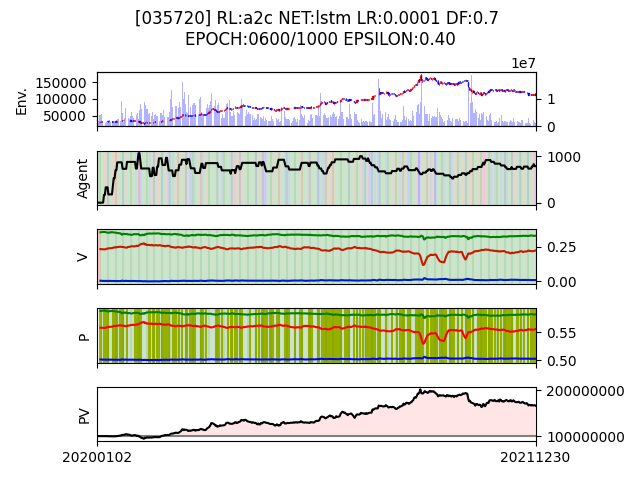 [035720] RL:a2c NET:lstm LR:0.0001 DF:0.7
EPOCH:0600/1000 EPSILON:0.40
1e7
Env.
150000
100000
50000
1
0
Agent
1000
0
V
0.25
0.00
P
0.55
0.50
PV
200000000
100000000
20200102
20211230